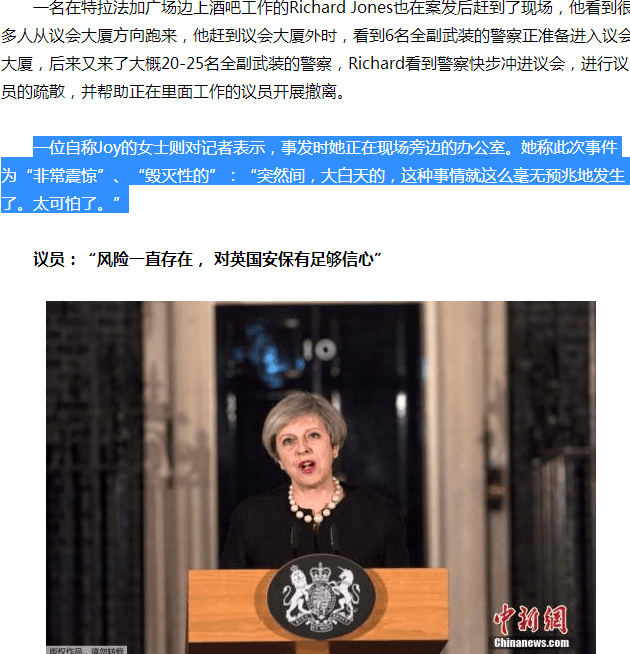 一名在特拉法加广场边上酒吧工作的Richard Jones也在案发后赶到了现场，他看到很
多人从议会大厦方向跑来，他赶到议会大厦外时，看到6名全副武装的警察正准备进入议会
大厦，后来又来了大概20-25名全副武装的警察，Richard看到警察快步冲进议会，进行议
员的疏散，并帮助正在里面工作的议员开展撤离。
一位自称Joy的女士则对记者表示，事发时她正在现场旁边的办公室。她称此次事件
为“非常震惊”、“毁灭性的”：“突然间，大白天的，这种事情就这么毫无预兆地发生
了。太可怕了。”
议员：“风险一直存在， 对英国安保有足够信心”
10
中新网
Chinanews.com
版权作品，请勿转载